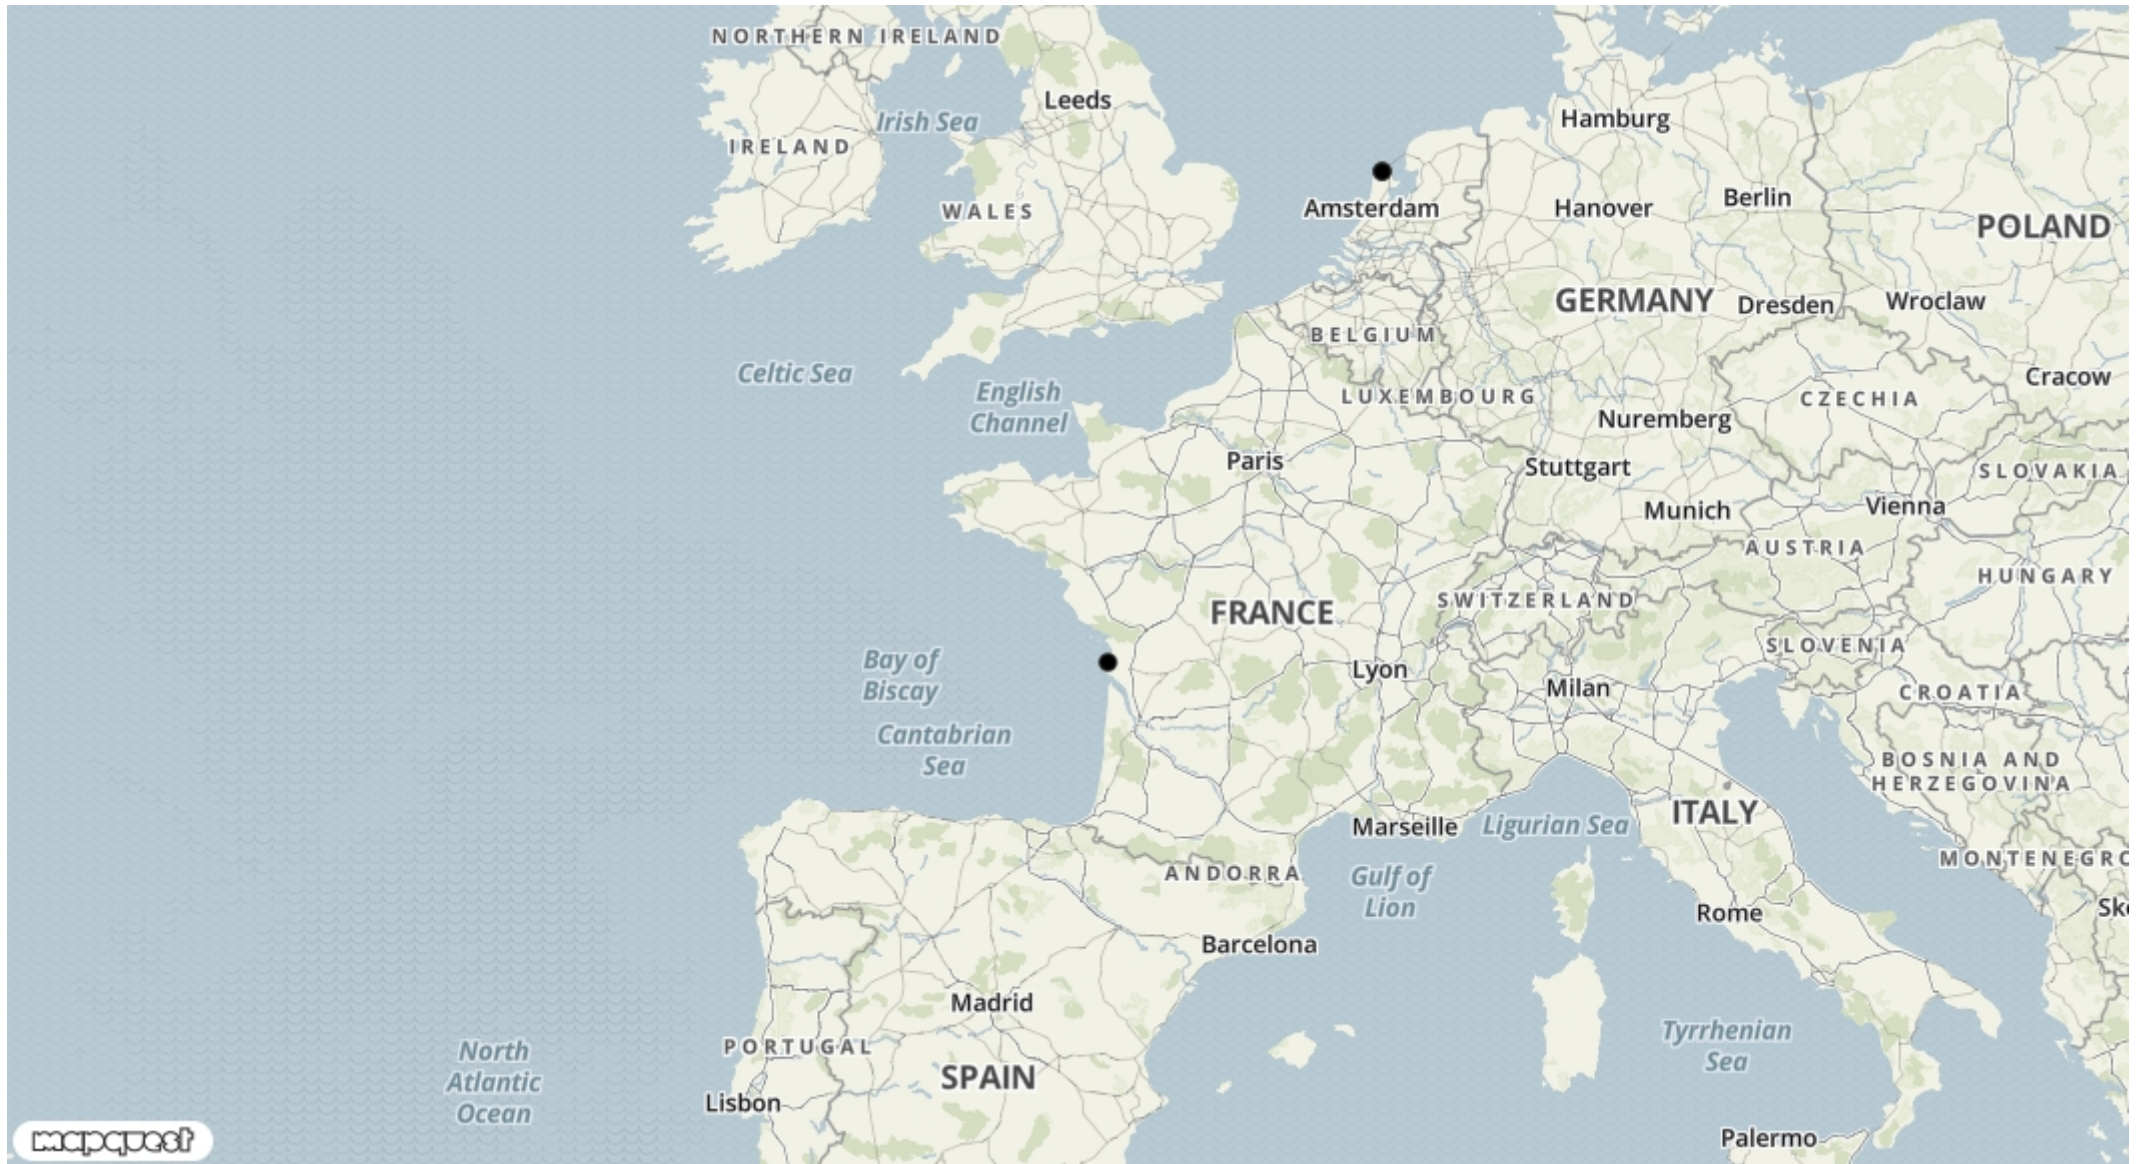 NORTHERN IRELAND
Leeds
Irish Sea
IRELAND
WALES
Hamburg
Amsterdam
Hanover
Berlin
POLAND
GERMANY
Dresden
Wroclaw
BELGIUM
Celtic Sea
English
Channel
LUXEMBOURG
Cracow
CZECHIA
Nuremberg
Paris
Stuttgart
SLOVAKIA
Munich
Vienna
AUSTRIA
HUNGARY
SWITZERLAND
FRANCE
SLOVENIA
Bay of
Biscay
Lyon
Milan
CROATIA
Cantabrian
Sea
BOSNIA AND
HERZEGOVINA
ITALY
Marseille
Ligurian Sea
MONTENEGRO
ANDORRA
Gulf of
Lion
Rome
Sk
Barcelona
Madrid
Tyrrhenian
Sea
PORTUGAL
North
Atlantic
Ocean
SPAIN
Lisbon
Palermo
mapquest